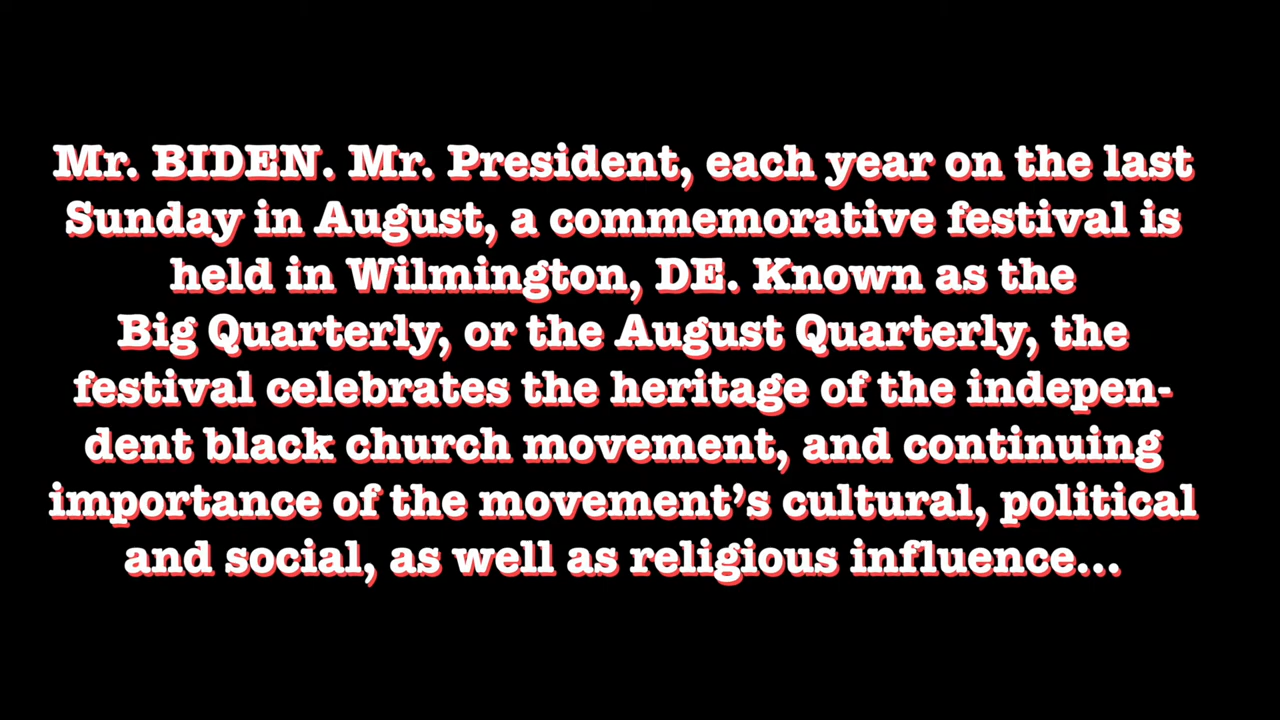 Mr. BIDEN. Mr. President, each year on the last
Sunday in August, a commemorative festival is
held in Wilmington, DE. Known as the
Big Quarterly, or the August Quarterly, the
festival celebrates the heritage of the indepen-
dent black church movement, and continuing
importance of the movement’s cultural, political
and social, as well as religious influence...